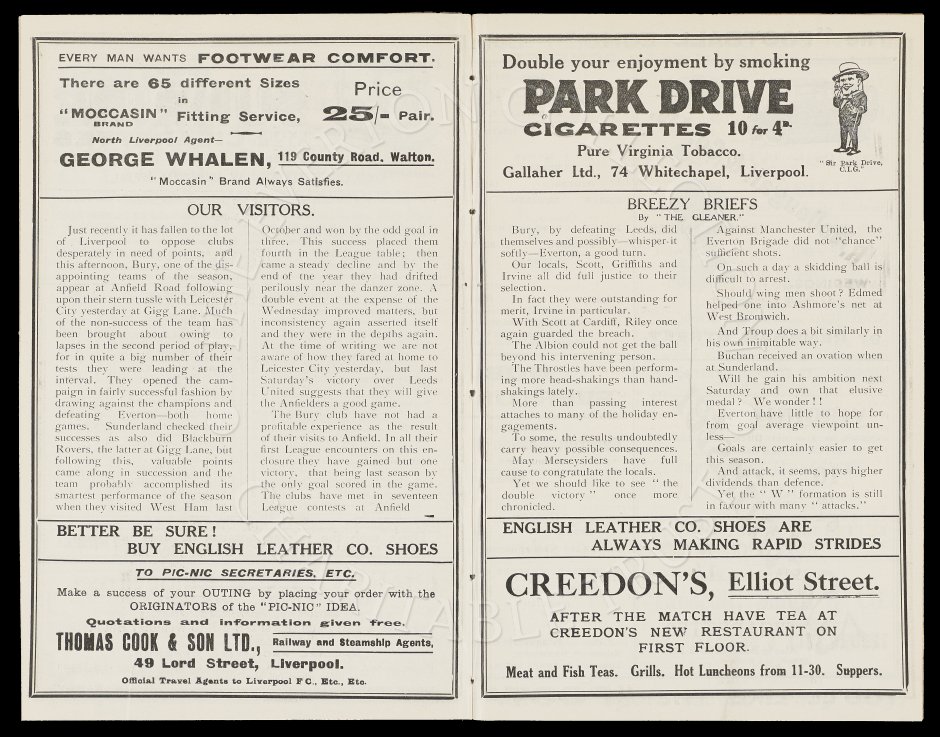 EVERY MAN WANTS FOOTWEAR COMFORT.
There are 65 different Sizes
in
"MOCCASIN" Fitting Service,
BRAND
Price
25/- Pair.
North Liverpool Agent—
GEORGE WHALEN, 119 County Road, Walton.
"Moccasin" Brand Always Satisfies.
OUR VISITORS.
Just recently it has fallen to the lot
of Liverpool to oppose clubs
desperately in need of points, and
this afternoon, Bury, one of the dis-
appointing teams of the season,
appear at Anfield Road following
upon their stern tussle with Leicester
City yesterday at Gigg Lane. Much
of the non-success of the team has
been brought about owing to
lapses in the second period of play,
for in quite a big number of their
tests they were leading at the
interval. They opened the cam-
paign in fairly successful fashion by
drawing against the champions and
defeating Everton—both home
games. Sunderland checked their
successes as also did Blackburn
Rovers, the latter at Gigg Lane, but
following this, valuable points
came along in succession and the
team probably accomplished its
smartest performance of the season
when they visited West Ham last
October and won by the odd goal in
three. This success placed them
fourth in the League table; then
came a steady decline and by the
end of the year they had drifted
perilously near the danzer zone. A
double event at the expense of the
Wednesday improved matters, but
inconsistency again asserted itself
and they were in the depths again.
At the time of writing we are not
aware of how they fared at home to
Leicester City yesterday, but last
Saturday's victory over Leeds
United suggests that they will give
the Anfielders a good game.
The Bury club have not had a
profitable experience as the result
of their visits to Anfield. In all their
first League encounters on this en-
closure they have gained but one
victory, that being last season by
the only goal scored in the game.
The clubs have met in seventeen
League contests at Anfield
BETTER BE SURE!
BUY ENGLISH LEATHER CO. SHOES
TO PIC-NIC SECRETARIES, ETC.
Make a success of your OUTING by placing your order with the
ORIGINATORS of the "PIC-NIC" IDEA.
Quotations and information given free.
THOMAS COOK & SON LTD., Railway and Steamship Agents,
49 Lord Street, Liverpool.
Official Travel Agents to Liverpool F C., Etc., Etc.
Double your enjoyment by smoking
PARK DRIVE
CIGARETTES 10 for 4D.
Pure Virginia Tobacco.
Gallaher Ltd., 74 Whitechapel, Liverpool.
"Sir Park Drive,
C.I.G."
BREEZY BRIEFS
By "THE GLEANER."
Bury, by defeating Leeds, did
themselves and possibly—whisper it
softly—Everton, a good turn.
Our locals, Scott, Griffiths and
Irvine all did full justice to their
selection.
In fact they were outstanding for
merit, Irvine in particular.
With Scott at Cardiff, Riley once
again guarded the breach.
The Albion could not get the ball
beyond his intervening person.
The Throstles have been perform-
ing more head-shakings than hand-
shakings lately.
More than passing interest
attaches to many of the holiday en-
gagements.
To some, the results undoubtedly
carry heavy possible consequences.
May Merseysiders have full
cause to congratulate the locals.
Yet we should like to see "the
double victory" once more
chronicled.
Against Manchester United, the
Everton Brigade did not "chance"
sufficient shots.
On such a day a skidding ball is
difficult to arrest.
Should wing men shoot? Edmed
helped one into Ashmore's net at
West Bromwich.
And Troup does a bit similarly in
his own inimitable way.
Buchan received an ovation when
at Sunderland.
Will he gain his ambition next
Saturday and own that elusive
medal? We wonder!!
Everton have little to hope for
from goal average viewpoint un-
less—
Goals are certainly easier to get
this season.
And attack, it seems, pays higher
dividends than defence.
Yet the "W" formation is still
in favour with many "attacks."
ENGLISH LEATHER CO. SHOES ARE
ALWAYS MAKING RAPID STRIDES
CREEDON'S, Elliot Street.
AFTER THE MATCH HAVE TEA AT
CREEDON'S NEW RESTAURANT ON
FIRST FLOOR.
Meat and Fish Teas. Grills. Hot Luncheons from 11-30. Suppers.